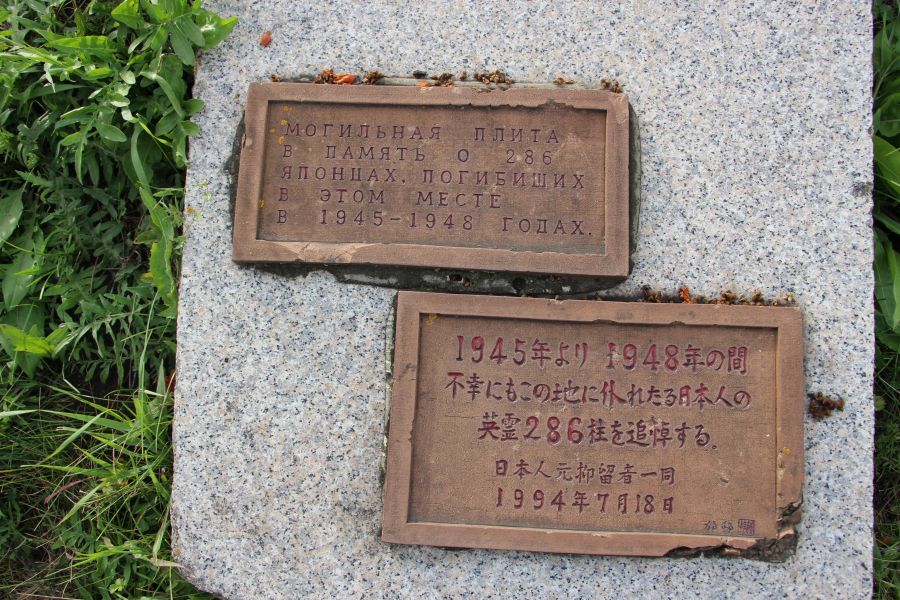 МОГИЛЬНАЯ ПЛИТА
В ПАМЯТЬ О 286
ЯПОНЦАХ, ПОГИБИШИХ
В ЭТОМ МЕСТЕ
В 1945-1948 ГОДАХ.
1945年より 1948年の間
不幸にもこの地に仆れたる日本人の
英霊286柱を追悼する。
日本人元抑留者一同
1994年7月18日